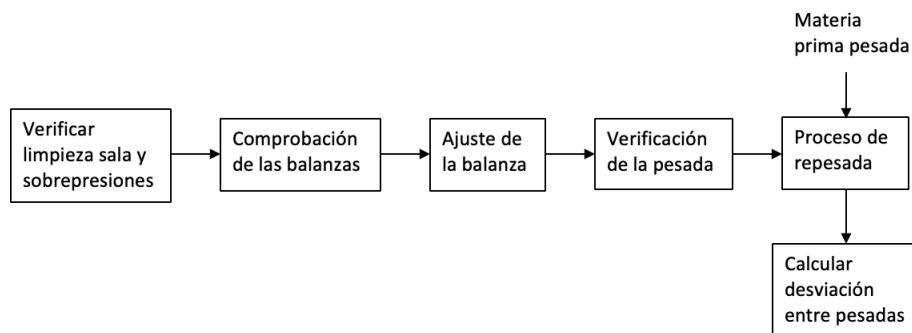 Materia
prima pesada
Verificar
limpieza sala y
sobrepresiones
Comprobación
de las balanzas
Ajuste de
la balanza
Verificación
de la pesada
Proceso de
repesada
Calcular
desviación
entre pesadas